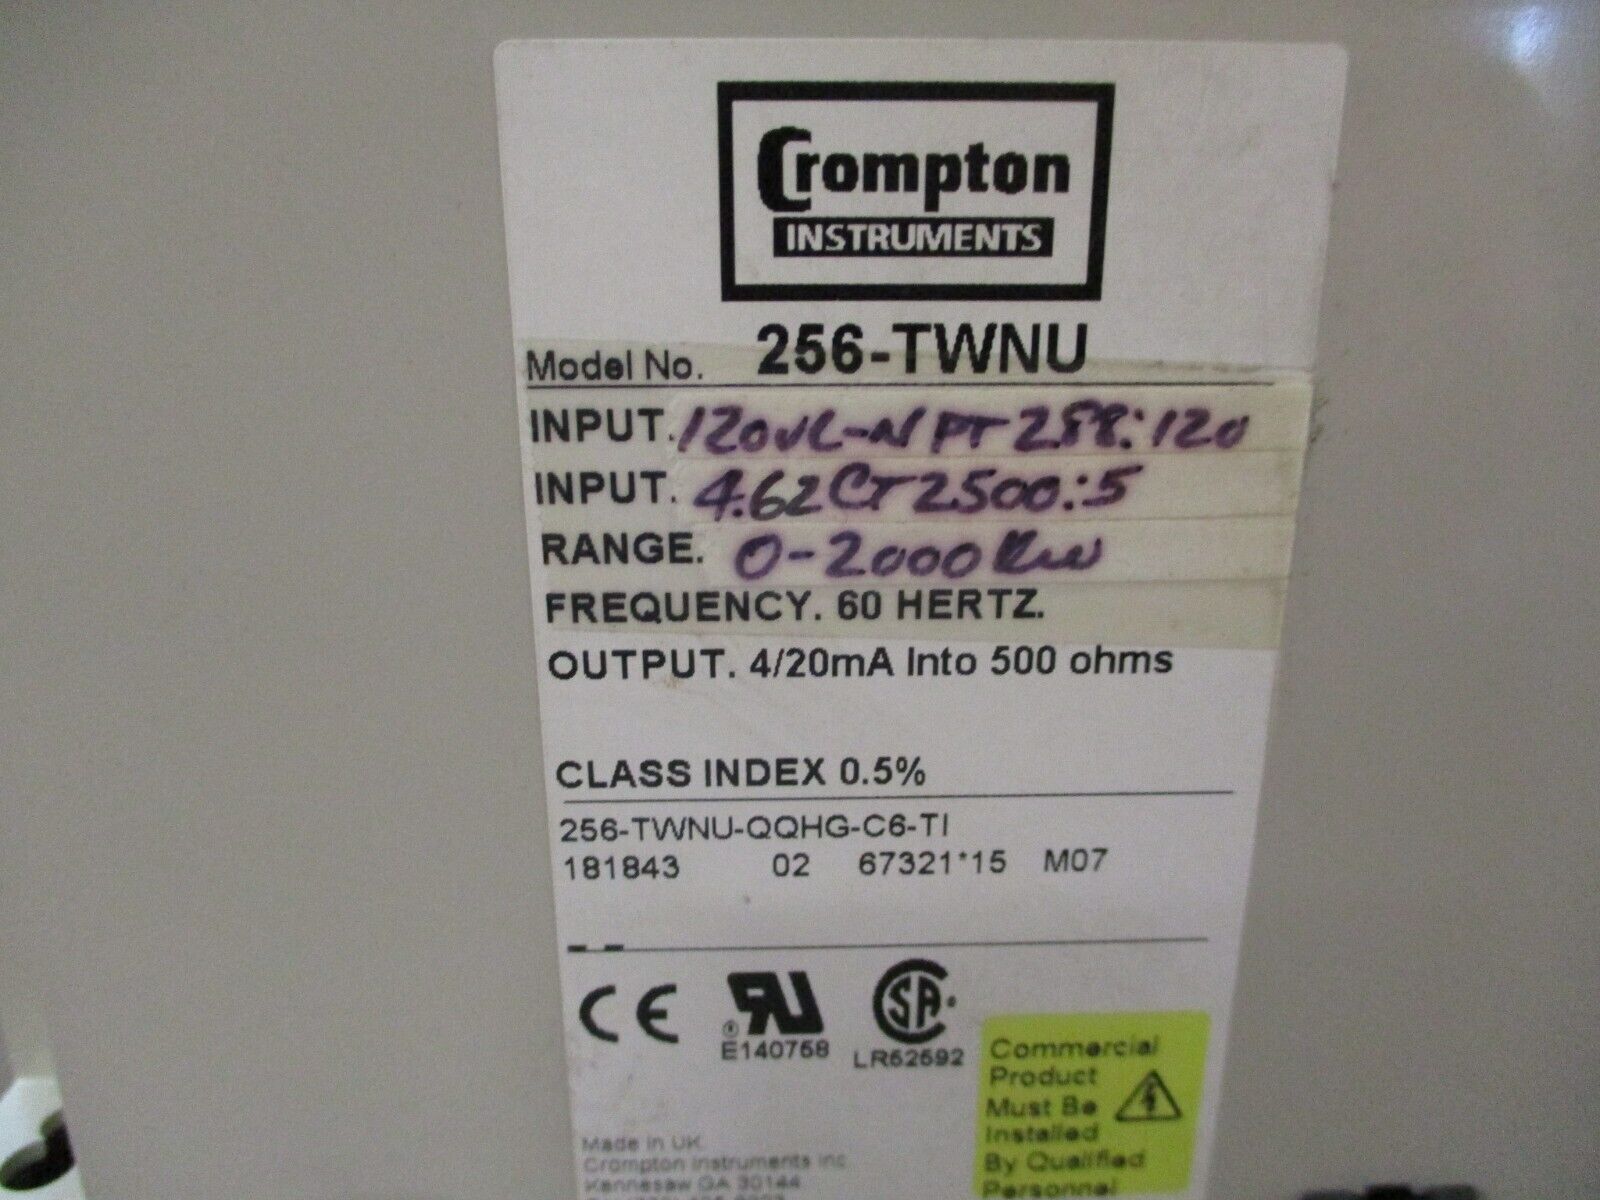 Crompton
INSTRUMENTS
Model No. 256-TWNU
INPUT. 120VL-N PT 288:120
INPUT. 4.62 CT 2500:5
RANGE. 0-2000 KW
FREQUENCY. 60 HERTZ.
OUTPUT. 4/20mA Into 500 ohms
CLASS INDEX 0.5%
256-TWNU-QQHG-C6-TI
181843 02 67321*15 M07
CE
E140758
LR52592
Commercial
Product
Must Be
Installed
By Qualified
Personnel
Made in UK
Crompton Instruments Inc
Kennesaw GA 30144